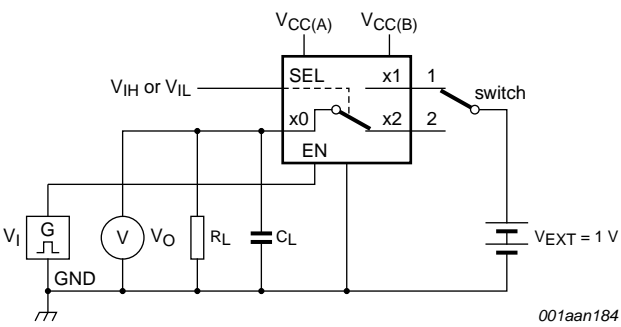 VCC(A) VCC(B)
SEL x1 1
VIH or VIL switch
x0 x2 2
EN
VI G V VO RL CL VEXT = 1 V
GND
001aan184